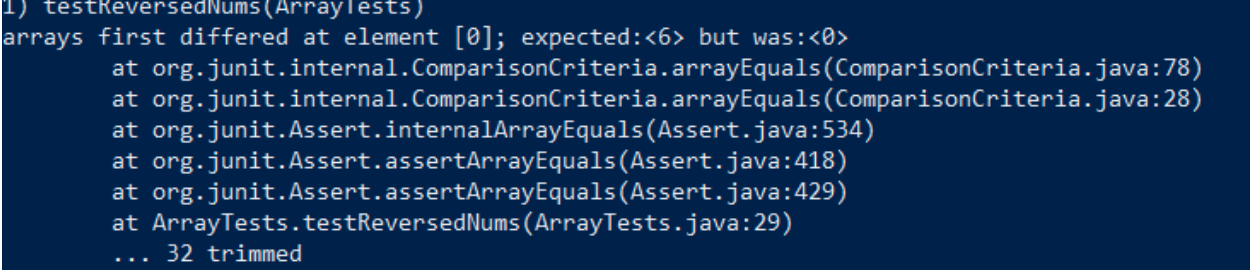 1) testReversedNums(ArrayTests)
arrays first differed at element [0]; expected:<6> but was:<0>
        at org.junit.internal.ComparisonCriteria.arrayEquals(ComparisonCriteria.java:78)
        at org.junit.internal.ComparisonCriteria.arrayEquals(ComparisonCriteria.java:28)
        at org.junit.Assert.internalArrayEquals(Assert.java:534)
        at org.junit.Assert.assertArrayEquals(Assert.java:418)
        at org.junit.Assert.assertArrayEquals(Assert.java:429)
        at ArrayTests.testReversedNums(ArrayTests.java:29)
        ... 32 trimmed